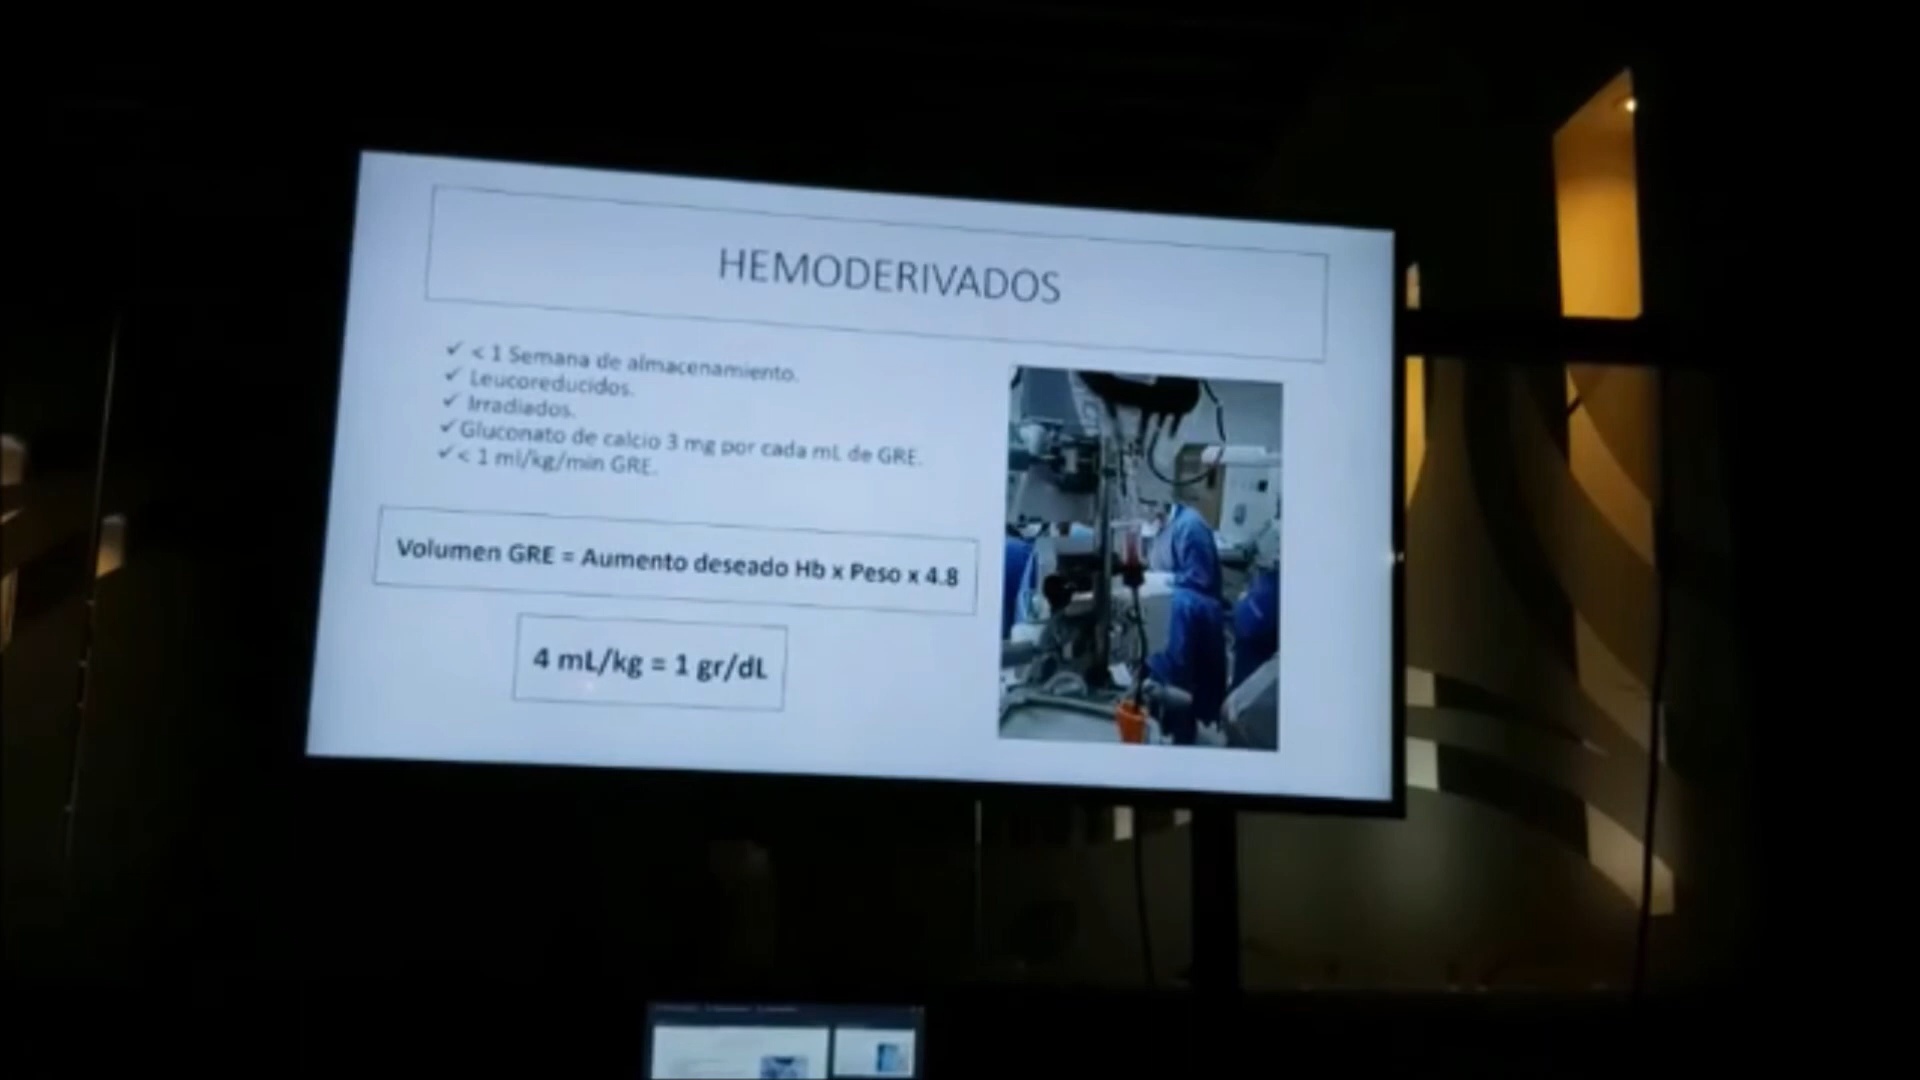 HEMODERIVADOS
✓ < 1 Semana de almacenamiento.
✓ Leucoreducidos.
✓ Irradiados.
✓ Gluconato de calcio 3 mg por cada mL de GRE.
✓ < 1 ml/kg/min GRE.
Volumen GRE = Aumento deseado Hb x Peso x 4.8
4 mL/kg = 1 gr/dL